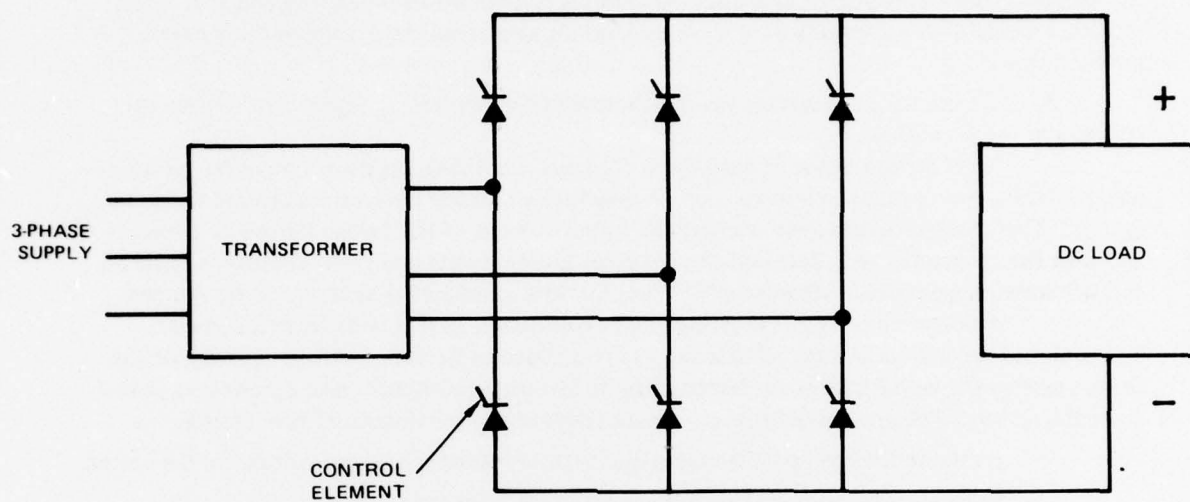 +
3-PHASE
SUPPLY
TRANSFORMER
DC LOAD
−
CONTROL
ELEMENT